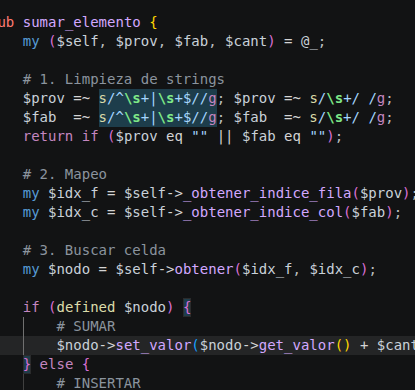 ub sumar_elemento {
my ($self, $prov, $fab, $cant) = @_;
# 1. Limpieza de strings
$prov =~ s/^\s+|\s+$//g; $prov =~ s/\s+/ /g;
$fab  =~ s/^\s+|\s+$//g; $fab  =~ s/\s+/ /g;
return if ($prov eq "" || $fab eq "");
# 2. Mapeo
my $idx_f = $self->_obtener_indice_fila($prov);
my $idx_c = $self->_obtener_indice_col($fab);
# 3. Buscar celda
my $nodo = $self->obtener($idx_f, $idx_c);
if (defined $nodo) {
# SUMAR
$nodo->set_valor($nodo->get_valor() + $cant
} else {
# INSERTAR